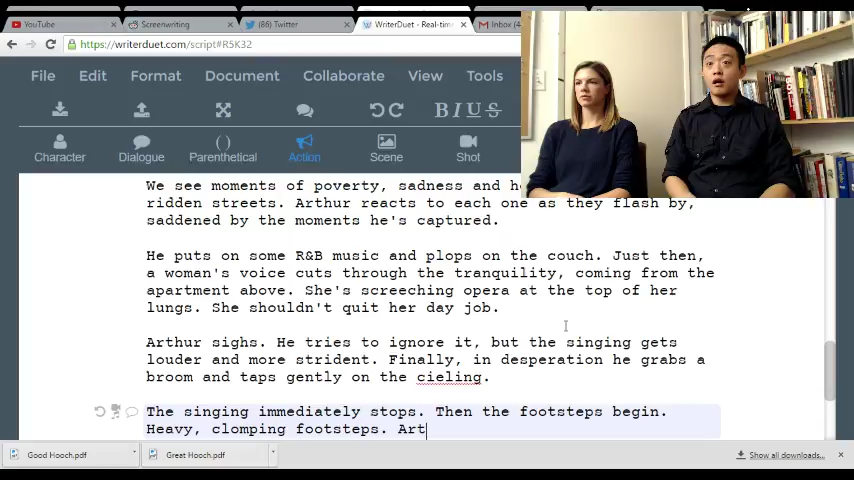 YouTube
Screenwriting
(86) Twitter
WriterDuet - Real-time
Gmail - Inbox (4
https://writerduet.com/script#R5K32
File Edit Format Document Collaborate View Tools
B I U S
Character Dialogue Parenthetical Action Scene Shot
We see moments of poverty, sadness and h
ridden streets. Arthur reacts to each one as they flash by,
saddened by the moments he's captured.
He puts on some R&B music and plops on the couch. Just then,
a woman's voice cuts through the tranquility, coming from the
apartment above. She's screeching opera at the top of her
lungs. She shouldn't quit her day job.
Arthur sighs. He tries to ignore it, but the singing gets
louder and more strident. Finally, in desperation he grabs a
broom and taps gently on the cieling.
The singing immediately stops. Then the footsteps begin.
Heavy, clomping footsteps. Art
Good Hooch.pdf Great Hooch.pdf Show all downloads...